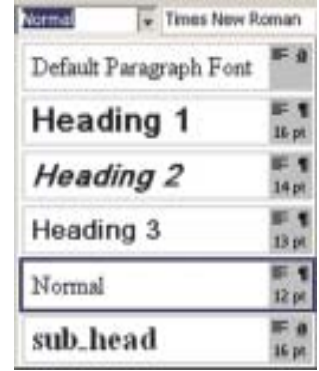 Normal Times New Roman
Default Paragraph Font a
Heading 1 ¶
16 pt
Heading 2 ¶
14 pt
Heading 3 ¶
13 pt
Normal ¶
12 pt
sub_head a
16 pt